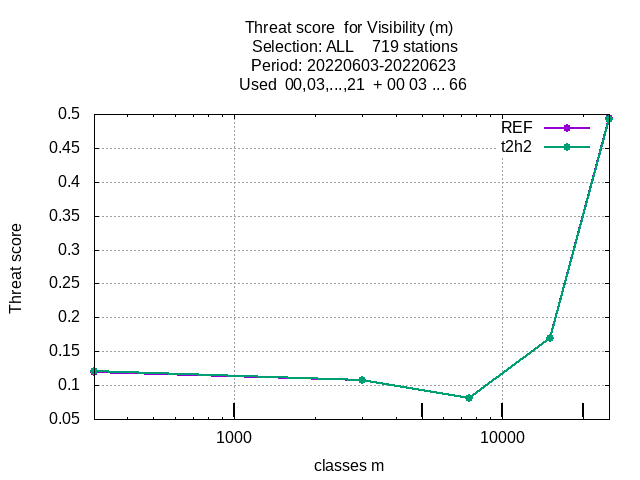 Threat score  for Visibility (m)
Selection: ALL    719 stations
Period: 20220603-20220623
Used  00,03,...,21  + 00 03 ... 66
REF
t2h2
0.5
0.45
0.4
0.35
0.3
0.25
0.2
0.15
0.1
0.05
Threat score
1000
10000
classes m